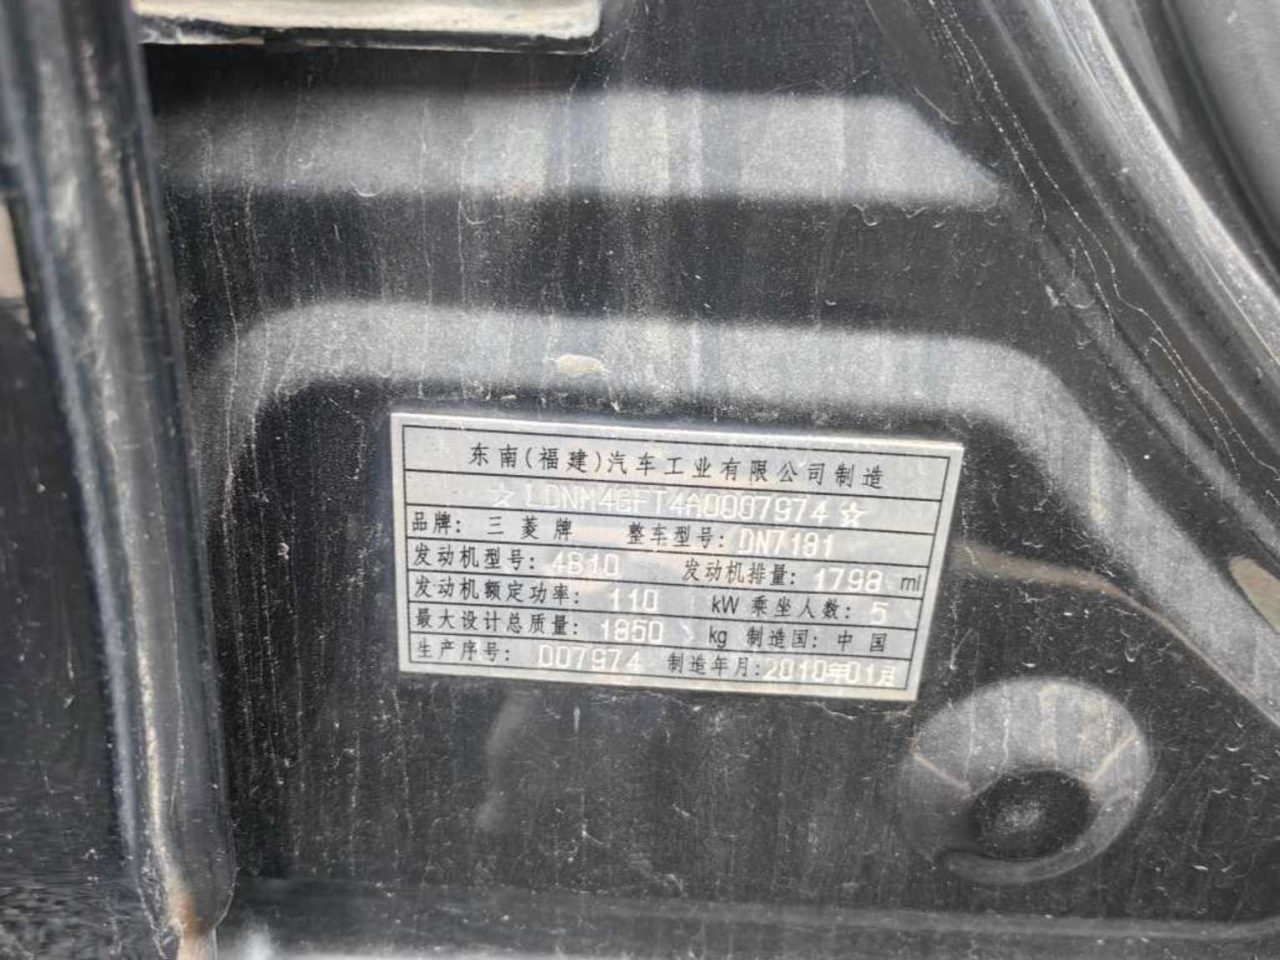 东南(福建)汽车工业有限公司制造
☆LDNM4GFT4A0007974☆
品牌: 三菱牌 整车型号: DN7181
发动机型号: 4B10 发动机排量: 1798 ml
发动机额定功率: 110 kW 乘坐人数: 5
最大设计总质量: 1850 kg 制造国: 中国
生产序号: 007974 制造年月: 2010年01月